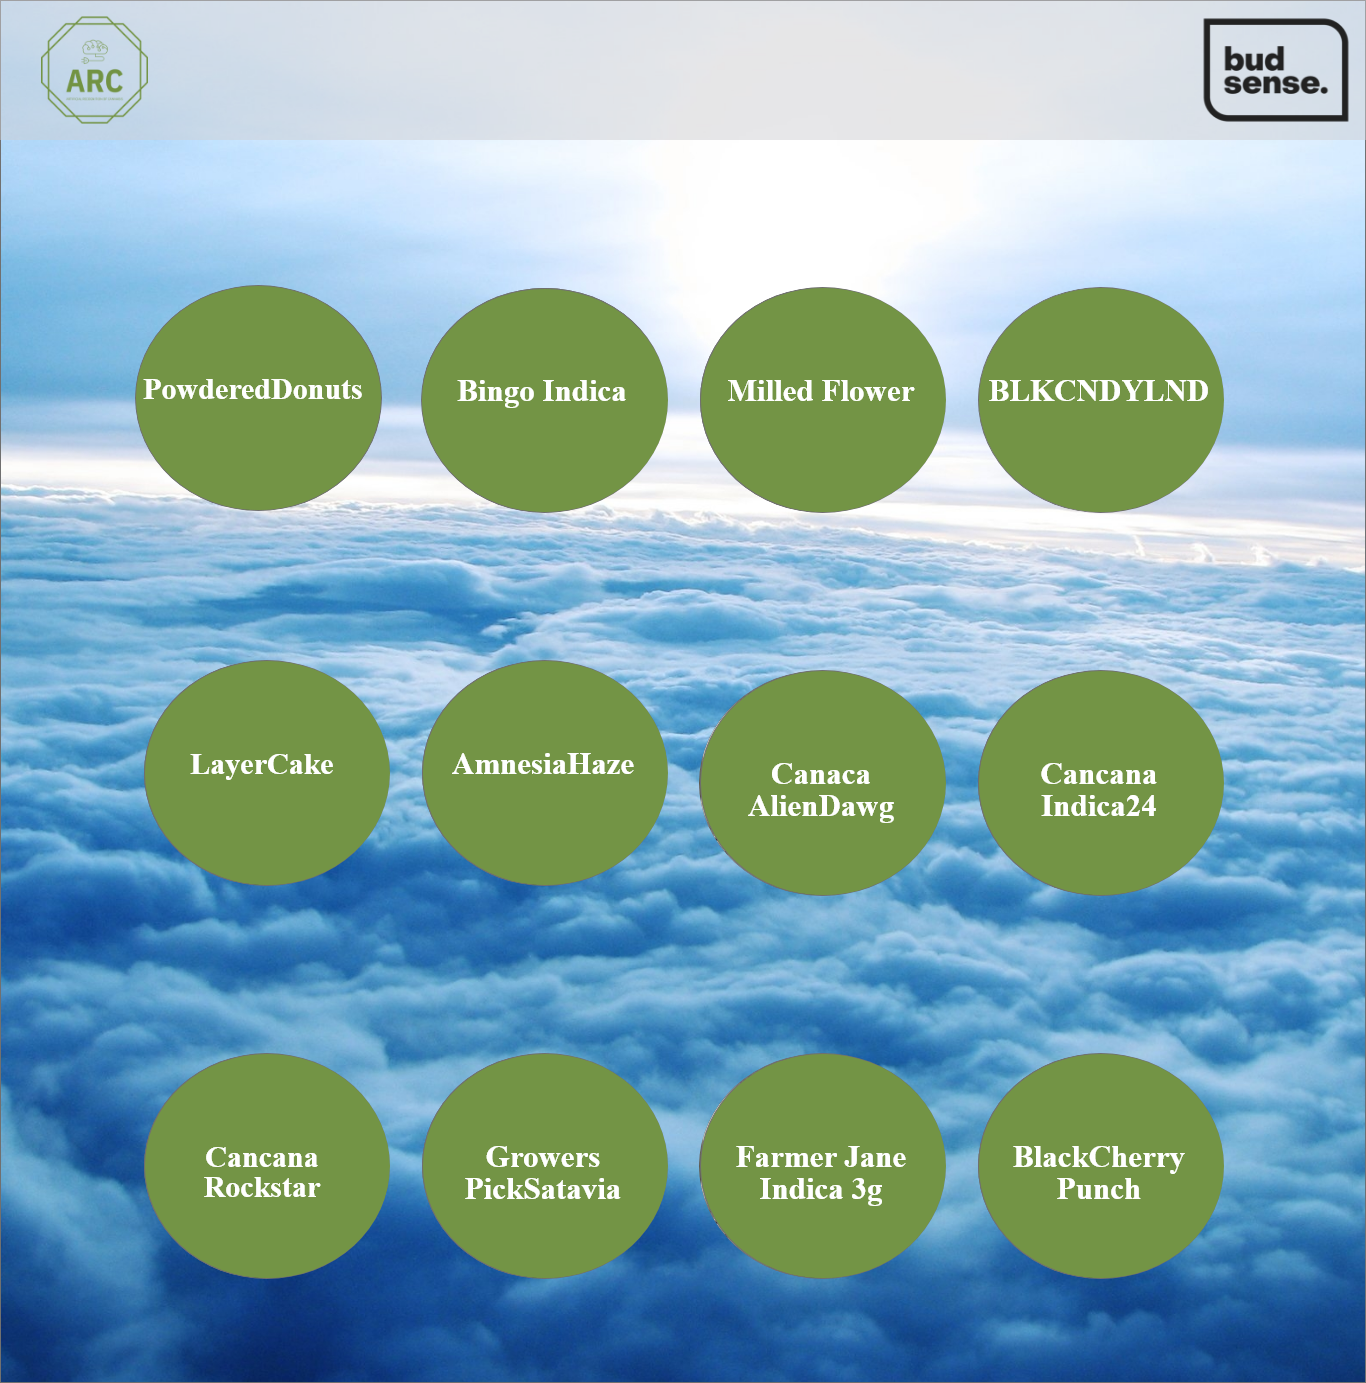 ARC
bud
sense.
PowderedDonuts
Bingo Indica
Milled Flower
BLKCNDYLND
LayerCake
AmnesiaHaze
Canaca
AlienDawg
Cancana
Indica24
Cancana
Rockstar
Growers
PickSatavia
Farmer Jane
Indica 3g
BlackCherry
Punch